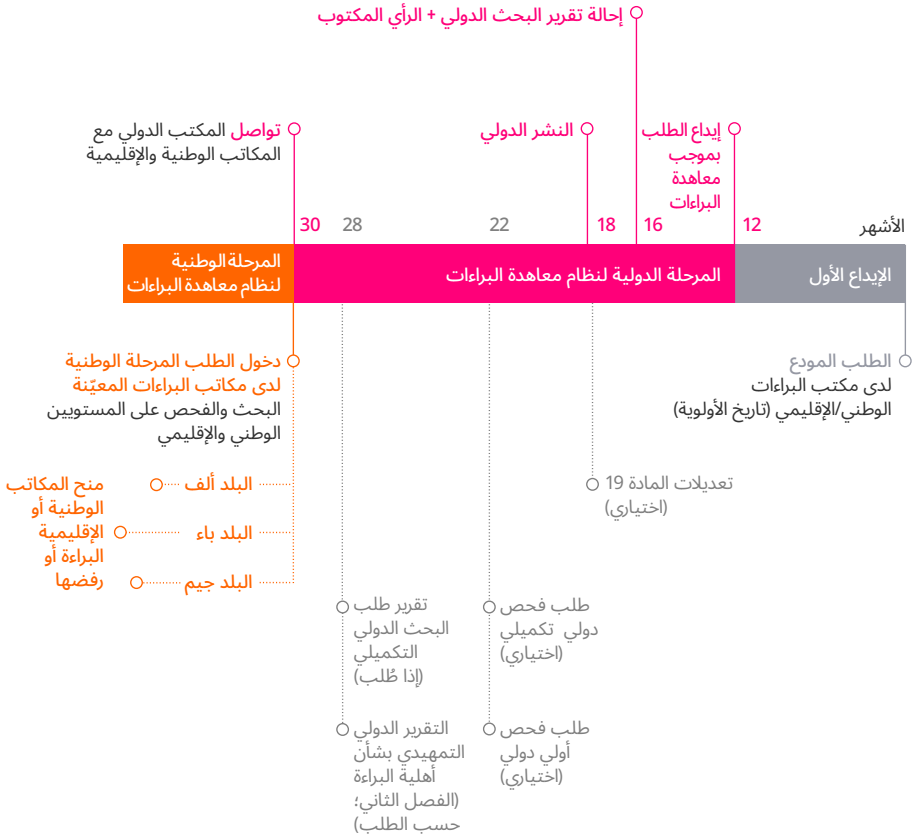 إحالة تقرير البحث الدولي + الرأي المكتوب
إيداع الطلب
بموجب
معاهدة
البراءات
النشر الدولي
تواصل المكتب الدولي مع
المكاتب الوطنية والإقليمية
الأشهر
12
16
18
22
28
30
الإيداع الأول
المرحلة الدولية لنظام معاهدة البراءات
المرحلة الوطنية
لنظام معاهدة البراءات
الطلب المودع
لدى مكتب البراءات
الوطني/الإقليمي (تاريخ الأولوية)
دخول الطلب المرحلة الوطنية
لدى مكاتب البراءات المعيّنة
البحث والفحص على المستويين
الوطني والإقليمي
تعديلات المادة 19
(اختياري)
البلد ألف
البلد باء
البلد جيم
منح المكاتب
الوطنية أو
الإقليمية
البراءة أو
رفضها
طلب فحص
دولي تكميلي
(اختياري)
تقرير طلب
البحث الدولي
التكميلي
(إذا طُلب)
طلب فحص
أولي دولي
(اختياري)
التقرير الدولي
التمهيدي بشأن
أهلية البراءة
(الفصل الثاني؛
حسب الطلب)